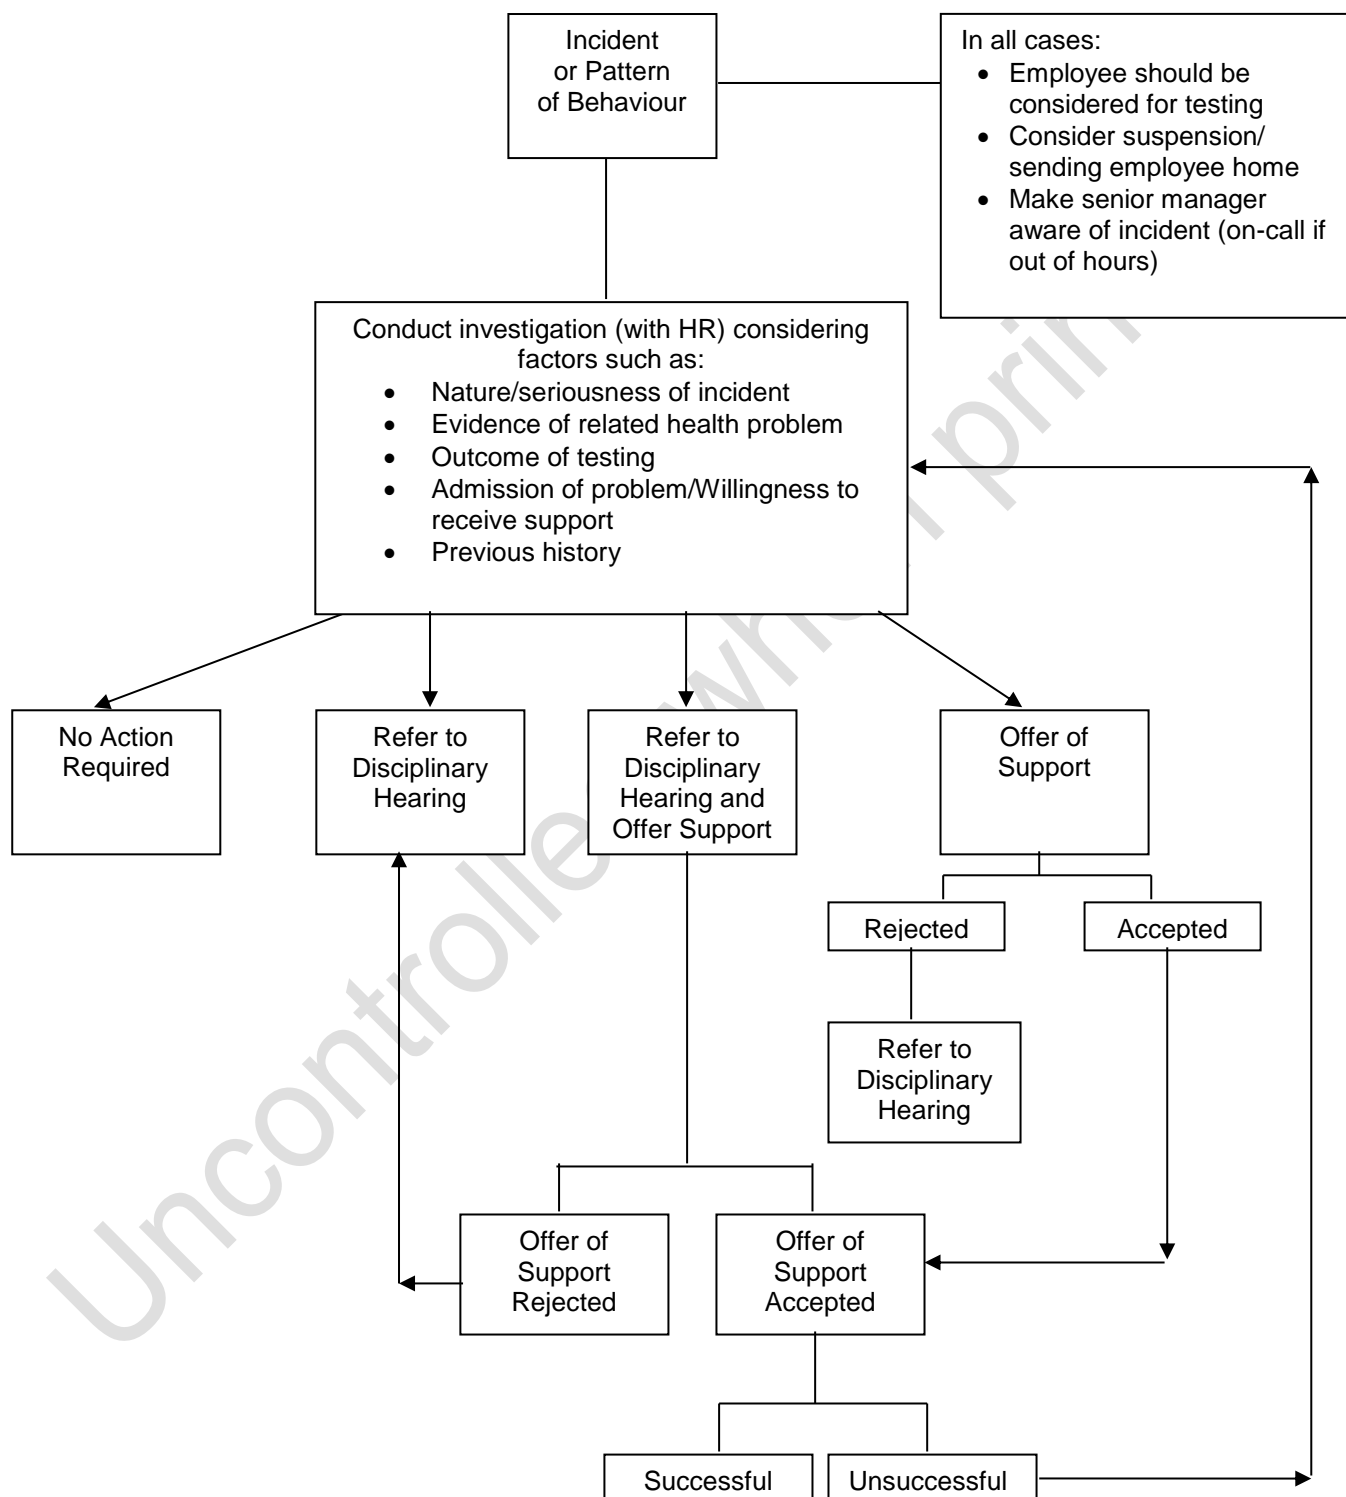 Incident
or Pattern
of Behaviour
In all cases:
• Employee should be
considered for testing
• Consider suspension/
sending employee home
• Make senior manager
aware of incident (on-call if
out of hours)
Conduct investigation (with HR) considering
factors such as:
• Nature/seriousness of incident
• Evidence of related health problem
• Outcome of testing
• Admission of problem/Willingness to
receive support
• Previous history
No Action
Required
Refer to
Disciplinary
Hearing
Refer to
Disciplinary
Hearing and
Offer Support
Offer of
Support
Rejected
Accepted
Refer to
Disciplinary
Hearing
Offer of
Support
Rejected
Offer of
Support
Accepted
Successful
Unsuccessful